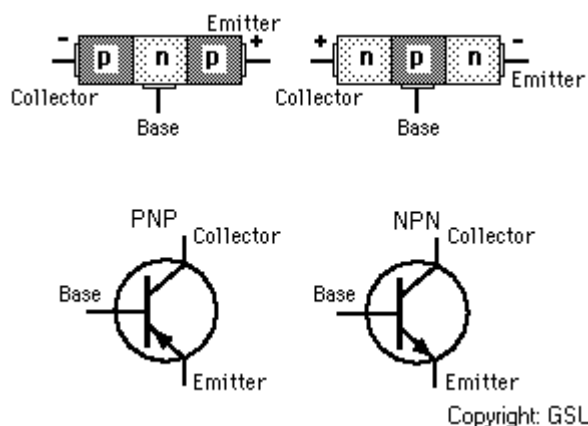 Emitter
- p n p +
Collector
Base
+ n p n -
Emitter
Collector
Base
PNP
Collector
Base
Emitter
NPN
Collector
Base
Emitter
Copyright: GSL